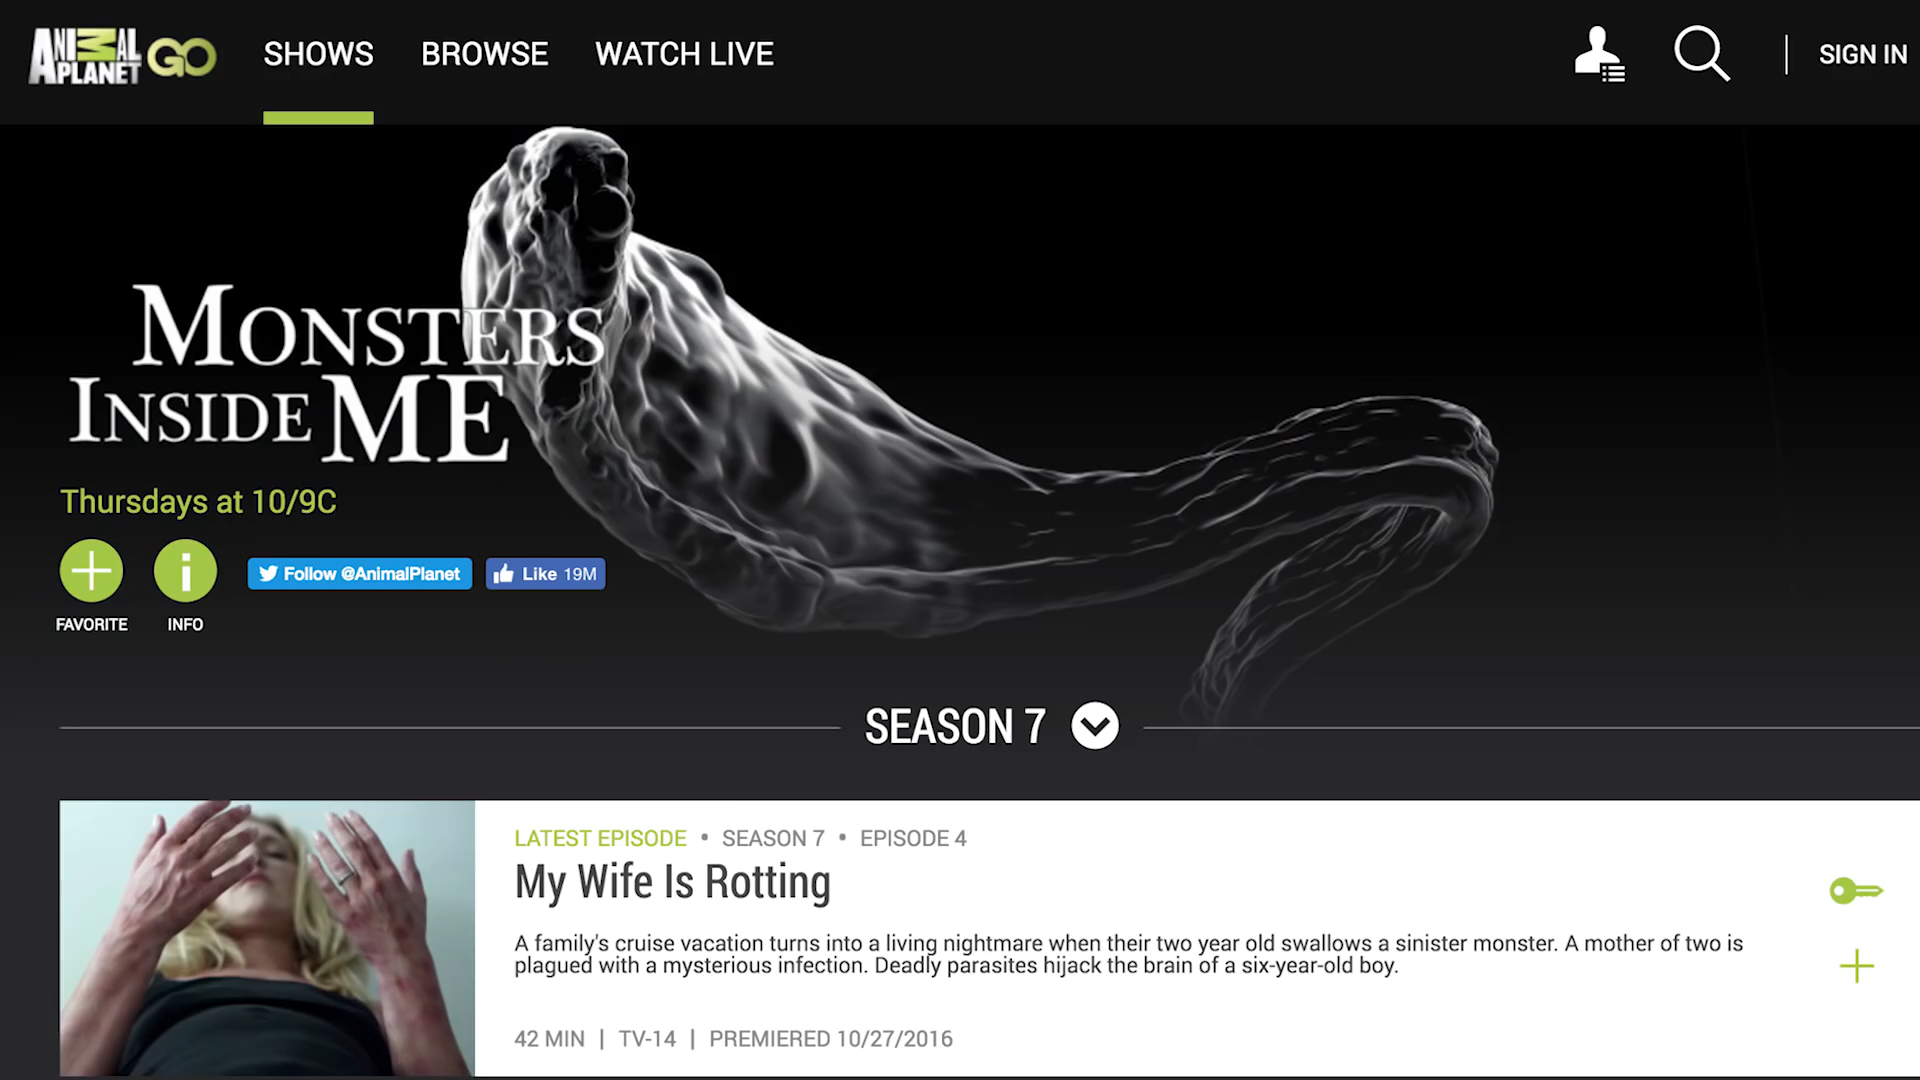 ANIMAL
PLANET GO
SHOWS
BROWSE
WATCH LIVE
SIGN IN
MONSTERS
INSIDE ME
Thursdays at 10/9C
FAVORITE
INFO
Follow @AnimalPlanet
Like 19M
SEASON 7
LATEST EPISODE • SEASON 7 • EPISODE 4
My Wife Is Rotting
A family's cruise vacation turns into a living nightmare when their two year old swallows a sinister monster. A mother of two is
plagued with a mysterious infection. Deadly parasites hijack the brain of a six-year-old boy.
42 MIN | TV-14 | PREMIERED 10/27/2016